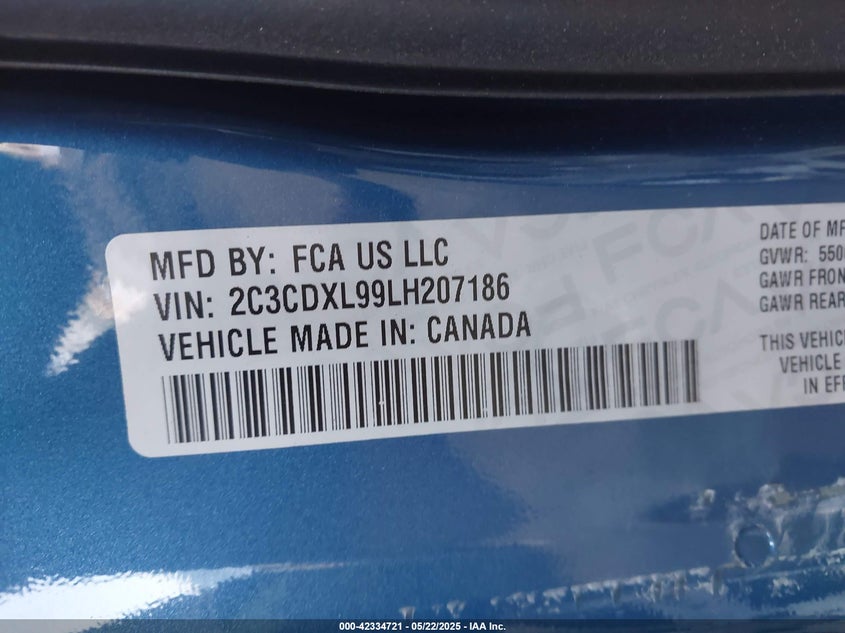 MFD BY: FCA US LLC
VIN: 2C3CDXL99LH207186
VEHICLE MADE IN: CANADA
DATE OF MF
GVWR: 550
GAWR FRON
GAWR REAR
THIS VEHIC
VEHICLE
IN EF
FCA
000-42334721 - 05/22/2025 - IAA Inc.